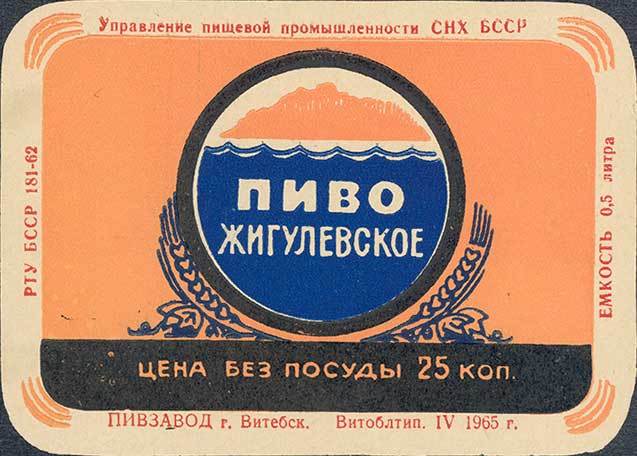 Управление пищевой промышленности СНХ БССР
РТУ БССР 181-62
ПИВО
ЖИГУЛЕВСКОЕ
ЕМКОСТЬ 0,5 литра
ЦЕНА БЕЗ ПОСУДЫ 25 КОП.
ПИВЗАВОД г. Витебск. Витоблтип. IV 1965 г.